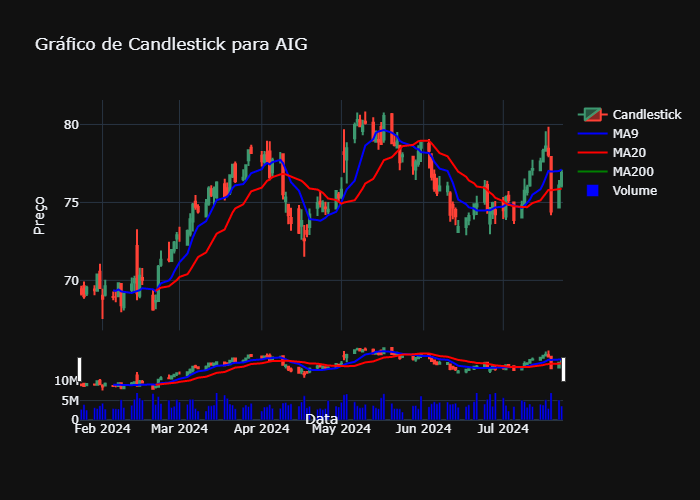 Gráfico de Candlestick para AIG
Candlestick
MA9
MA20
MA200
Volume
Preço
80
75
70
10M
5M
0
Feb 2024
Mar 2024
Apr 2024
May 2024
Jun 2024
Jul 2024
Data